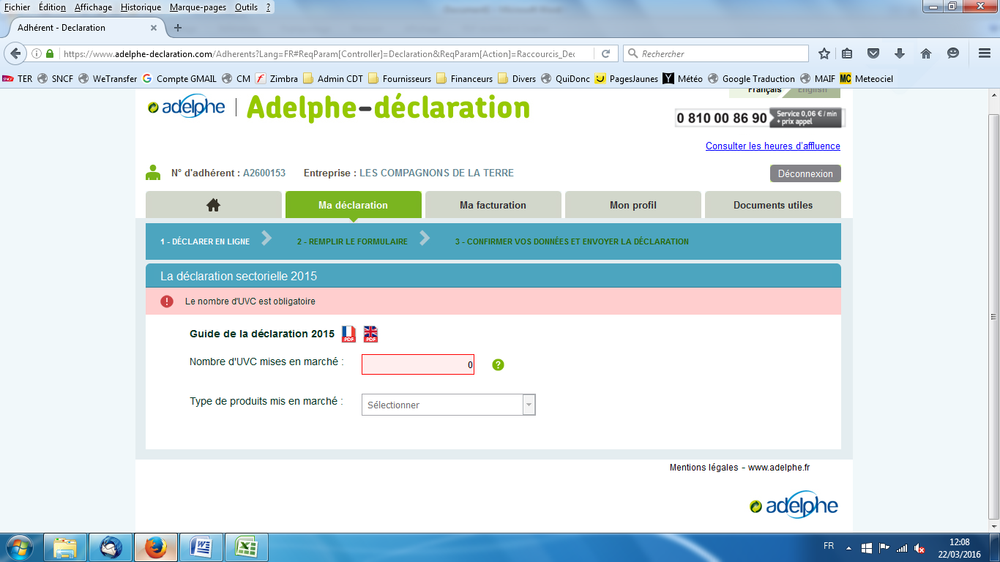 Fichier Édition Affichage Historique Marque-pages Outils ?
Adhérent - Declaration
https://www.adelphe-declaration.com/Adherents?Lang=FR#ReqParam[Controller]=Declaration&ReqParam[Action]=Raccourcis_Dec
Rechercher
TER SNCF WeTransfer Compte GMAIL CM Zimbra Admin CDT Fournisseurs Financeurs Divers QuiDonc PagesJaunes Météo Google Traduction MAIF Meteociel
Français English
adelphe Adelphe-déclaration
0 810 00 86 90 Service 0,06 € / min
+ prix appel
Consulter les heures d'affluence
N° d'adhérent : A2600153 Entreprise : LES COMPAGNONS DE LA TERRE
Déconnexion
Ma déclaration Ma facturation Mon profil Documents utiles
1 - DÉCLARER EN LIGNE 2 - REMPLIR LE FORMULAIRE 3 - CONFIRMER VOS DONNÉES ET ENVOYER LA DÉCLARATION
La déclaration sectorielle 2015
Le nombre d'UVC est obligatoire
Guide de la déclaration 2015 PDF PDF
Nombre d'UVC mises en marché : 0 ?
Type de produits mis en marché : Sélectionner
Mentions légales - www.adelphe.fr
adelphe
FR 12:08
22/03/2016